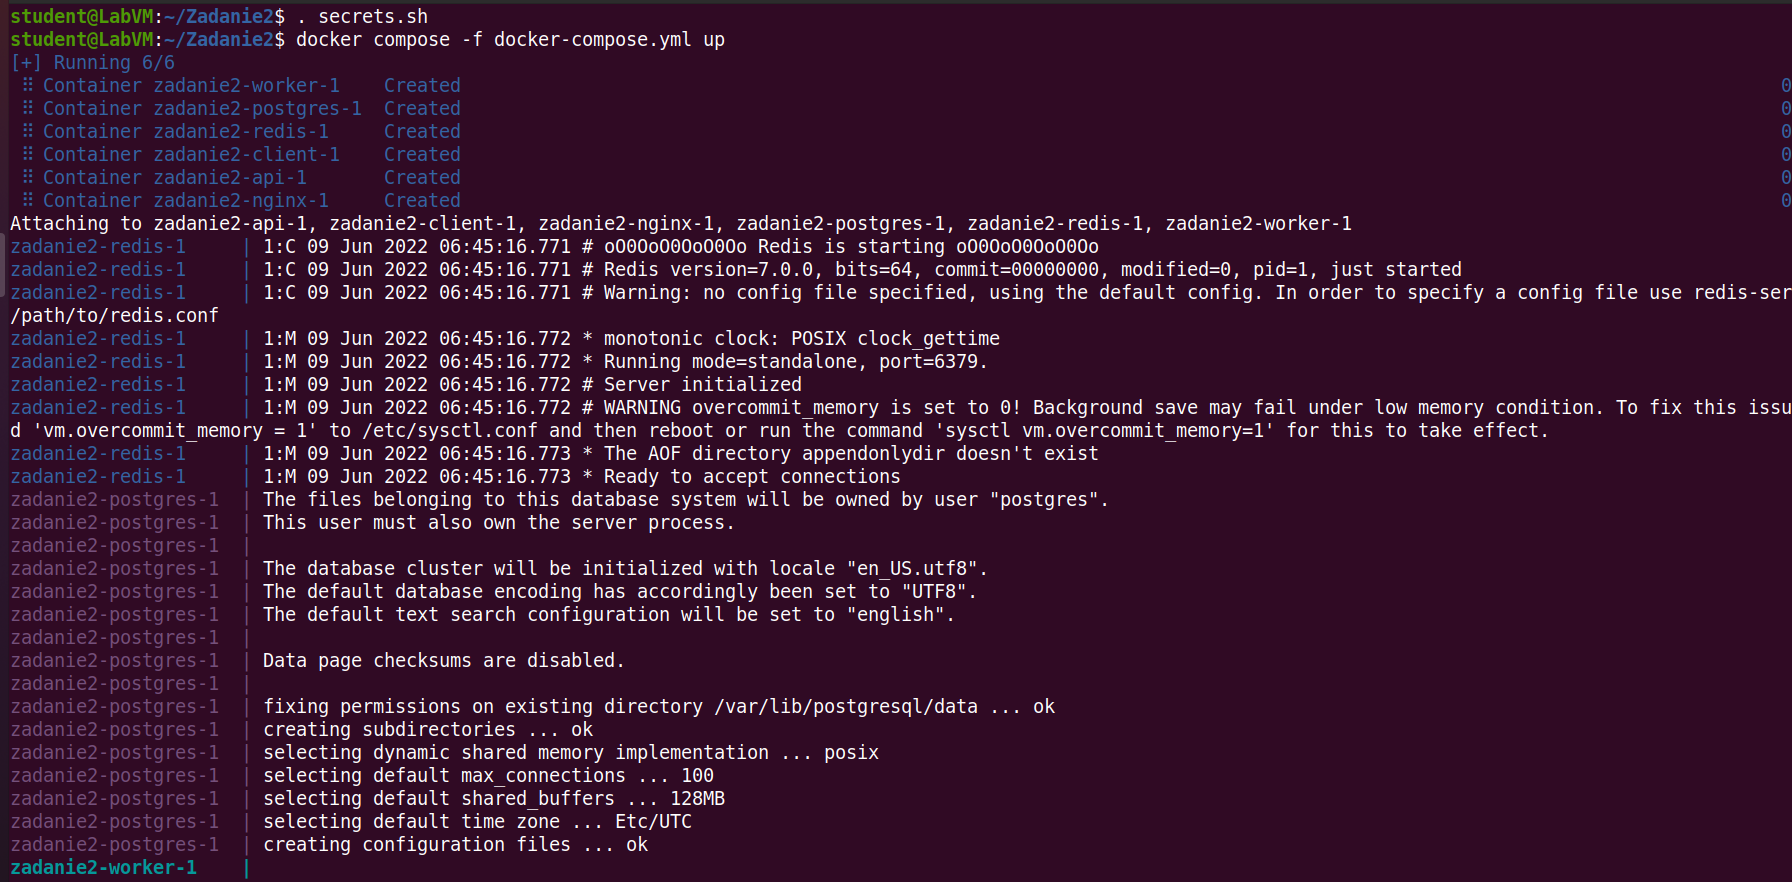 student@LabVM:~/Zadanie2$ . secrets.sh
student@LabVM:~/Zadanie2$ docker compose -f docker-compose.yml up
[+] Running 6/6
⠿ Container zadanie2-worker-1    Created    0
⠿ Container zadanie2-postgres-1  Created    0
⠿ Container zadanie2-redis-1     Created    0
⠿ Container zadanie2-client-1    Created    0
⠿ Container zadanie2-api-1       Created    0
⠿ Container zadanie2-nginx-1     Created    0
Attaching to zadanie2-api-1, zadanie2-client-1, zadanie2-nginx-1, zadanie2-postgres-1, zadanie2-redis-1, zadanie2-worker-1
zadanie2-redis-1     | 1:C 09 Jun 2022 06:45:16.771 # oO0OoO0OoO0Oo Redis is starting oO0OoO0OoO0Oo
zadanie2-redis-1     | 1:C 09 Jun 2022 06:45:16.771 # Redis version=7.0.0, bits=64, commit=00000000, modified=0, pid=1, just started
zadanie2-redis-1     | 1:C 09 Jun 2022 06:45:16.771 # Warning: no config file specified, using the default config. In order to specify a config file use redis-ser
/path/to/redis.conf
zadanie2-redis-1     | 1:M 09 Jun 2022 06:45:16.772 * monotonic clock: POSIX clock_gettime
zadanie2-redis-1     | 1:M 09 Jun 2022 06:45:16.772 * Running mode=standalone, port=6379.
zadanie2-redis-1     | 1:M 09 Jun 2022 06:45:16.772 # Server initialized
zadanie2-redis-1     | 1:M 09 Jun 2022 06:45:16.772 # WARNING overcommit_memory is set to 0! Background save may fail under low memory condition. To fix this issu
d 'vm.overcommit_memory = 1' to /etc/sysctl.conf and then reboot or run the command 'sysctl vm.overcommit_memory=1' for this to take effect.
zadanie2-redis-1     | 1:M 09 Jun 2022 06:45:16.773 * The AOF directory appendonlydir doesn't exist
zadanie2-redis-1     | 1:M 09 Jun 2022 06:45:16.773 * Ready to accept connections
zadanie2-postgres-1  | The files belonging to this database system will be owned by user "postgres".
zadanie2-postgres-1  | This user must also own the server process.
zadanie2-postgres-1  |
zadanie2-postgres-1  | The database cluster will be initialized with locale "en_US.utf8".
zadanie2-postgres-1  | The default database encoding has accordingly been set to "UTF8".
zadanie2-postgres-1  | The default text search configuration will be set to "english".
zadanie2-postgres-1  |
zadanie2-postgres-1  | Data page checksums are disabled.
zadanie2-postgres-1  |
zadanie2-postgres-1  | fixing permissions on existing directory /var/lib/postgresql/data ... ok
zadanie2-postgres-1  | creating subdirectories ... ok
zadanie2-postgres-1  | selecting dynamic shared memory implementation ... posix
zadanie2-postgres-1  | selecting default max_connections ... 100
zadanie2-postgres-1  | selecting default shared_buffers ... 128MB
zadanie2-postgres-1  | selecting default time zone ... Etc/UTC
zadanie2-postgres-1  | creating configuration files ... ok
zadanie2-worker-1    |